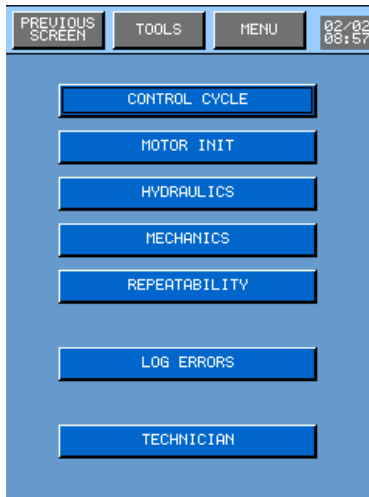 PREVIOUS SCREEN
TOOLS
MENU
02/02
08:57
CONTROL CYCLE
MOTOR INIT
HYDRAULICS
MECHANICS
REPEATABILITY
LOG ERRORS
TECHNICIAN